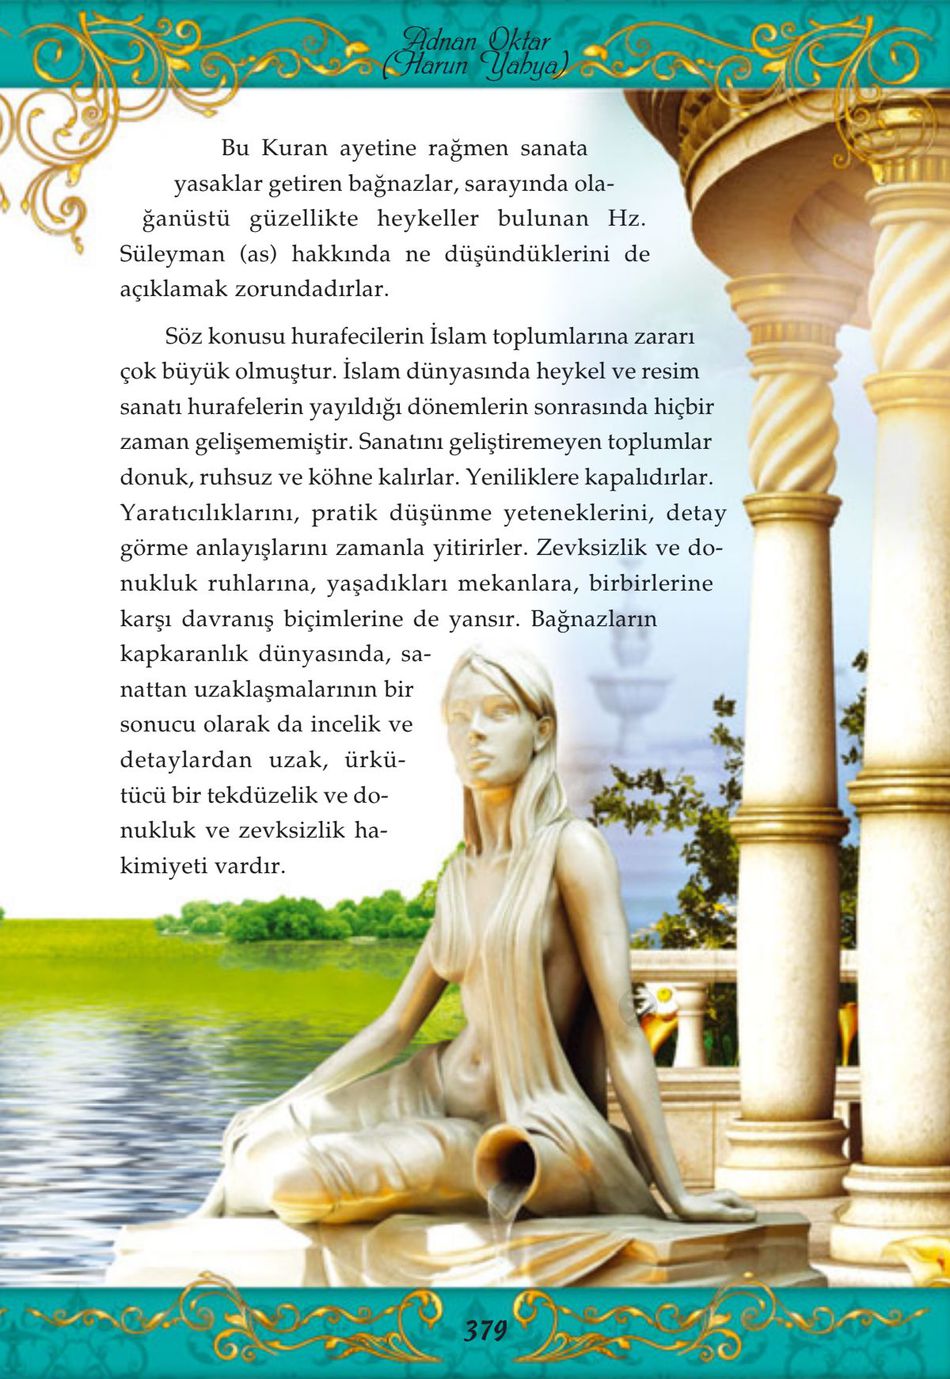 Adnan Oktar
(Harun Yahya)
Bu Kuran ayetine rağmen sanata
yasaklar getiren bağnazlar, sarayında ola-
ğanüstü güzellikte heykeller bulunan Hz.
Süleyman (as) hakkında ne düşündüklerini de
açıklamak zorundadırlar.
Söz konusu hurafecilerin İslam toplumlarına zararı
çok büyük olmuştur. İslam dünyasında heykel ve resim
sanatı hurafelerin yayıldığı dönemlerin sonrasında hiçbir
zaman gelişememiştir. Sanatını geliştiremeyen toplumlar
donuk, ruhsuz ve köhne kalırlar. Yeniliklere kapalıdırlar.
Yaratıcılıklarını, pratik düşünme yeteneklerini, detay
görme anlayışlarını zamanla yitirirler. Zevksizlik ve do-
nukluk ruhlarına, yaşadıkları mekanlara, birbirlerine
karşı davranış biçimlerine de yansır. Bağnazların
kapkaranlık dünyasında, sa-
nattan uzaklaşmalarının bir
sonucu olarak da incelik ve
detaylardan uzak, ürkü-
tücü bir tekdüzelik ve do-
nukluk ve zevksizlik ha-
kimiyeti vardır.
379